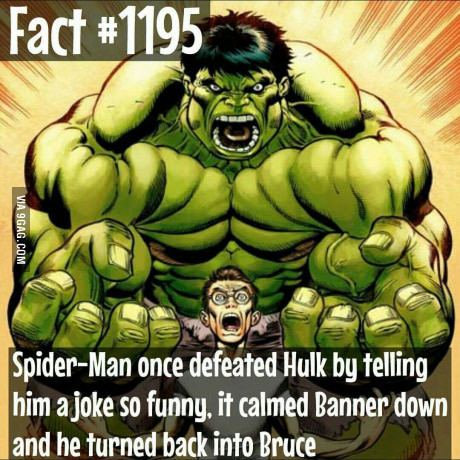 Fact #1195
VIA 9GAG.COM
Spider-Man once defeated Hulk by telling
him a joke so funny, it calmed Banner down
and he turned back into Bruce